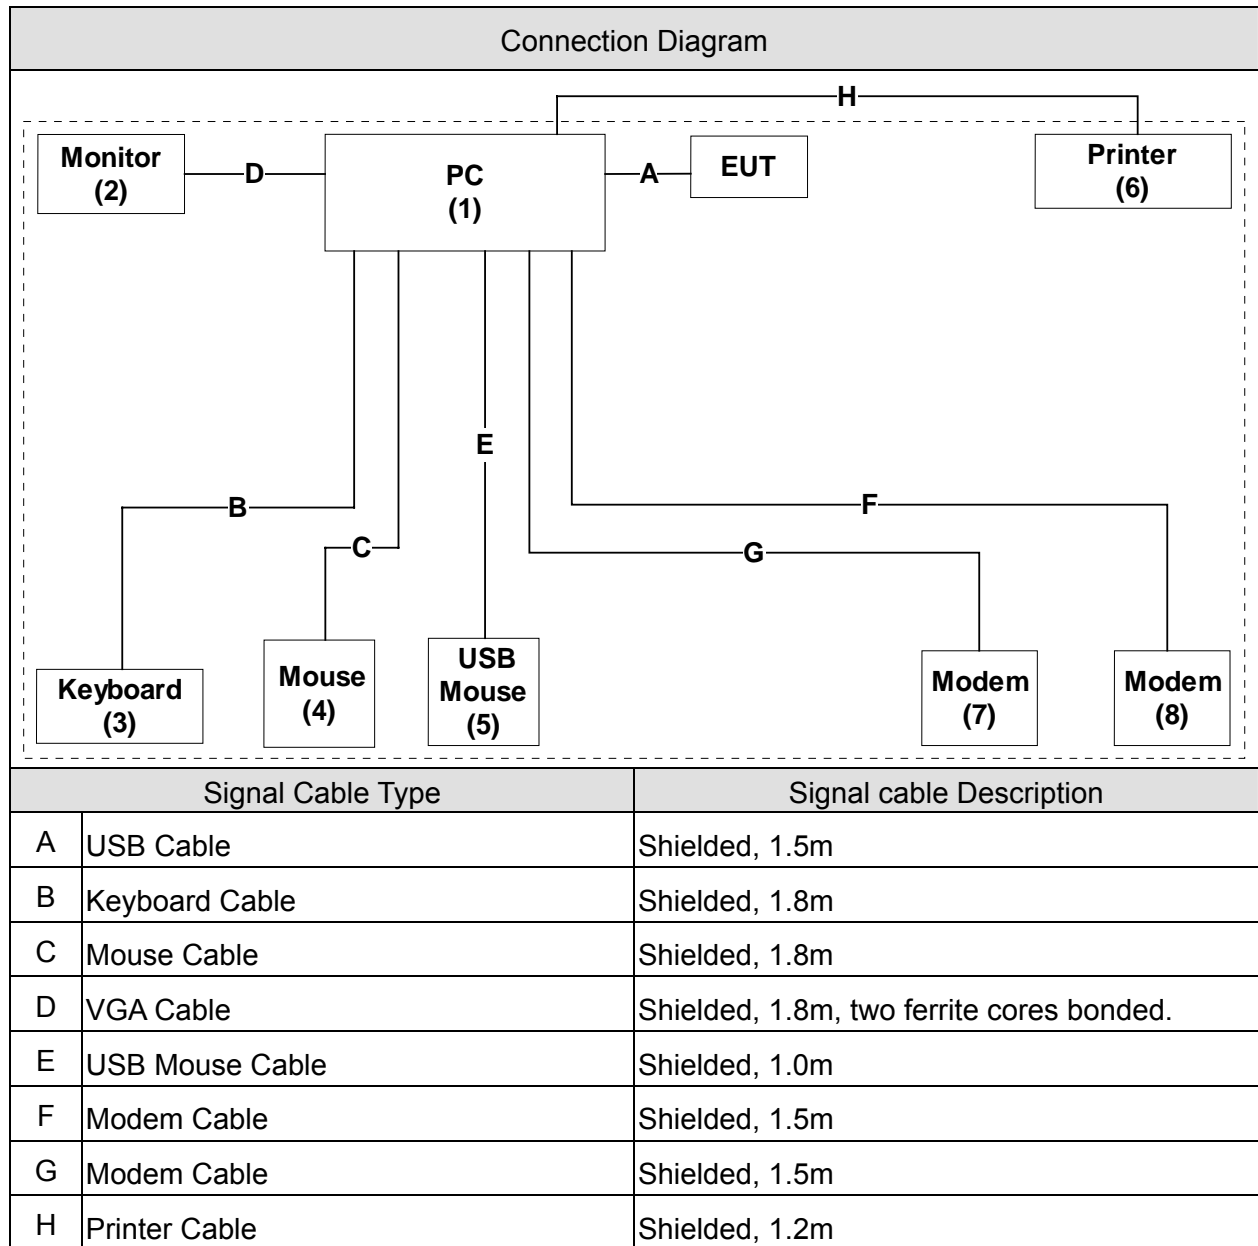 Connection Diagram
H
Monitor
(2)
D
PC
(1)
A
EUT
Printer
(6)
E
B
F
C
G
Keyboard
(3)
Mouse
(4)
USB
Mouse
(5)
Modem
(7)
Modem
(8)
Signal Cable Type Signal cable Description
A USB Cable Shielded, 1.5m
B Keyboard Cable Shielded, 1.8m
C Mouse Cable Shielded, 1.8m
D VGA Cable Shielded, 1.8m, two ferrite cores bonded.
E USB Mouse Cable Shielded, 1.0m
F Modem Cable Shielded, 1.5m
G Modem Cable Shielded, 1.5m
H Printer Cable Shielded, 1.2m